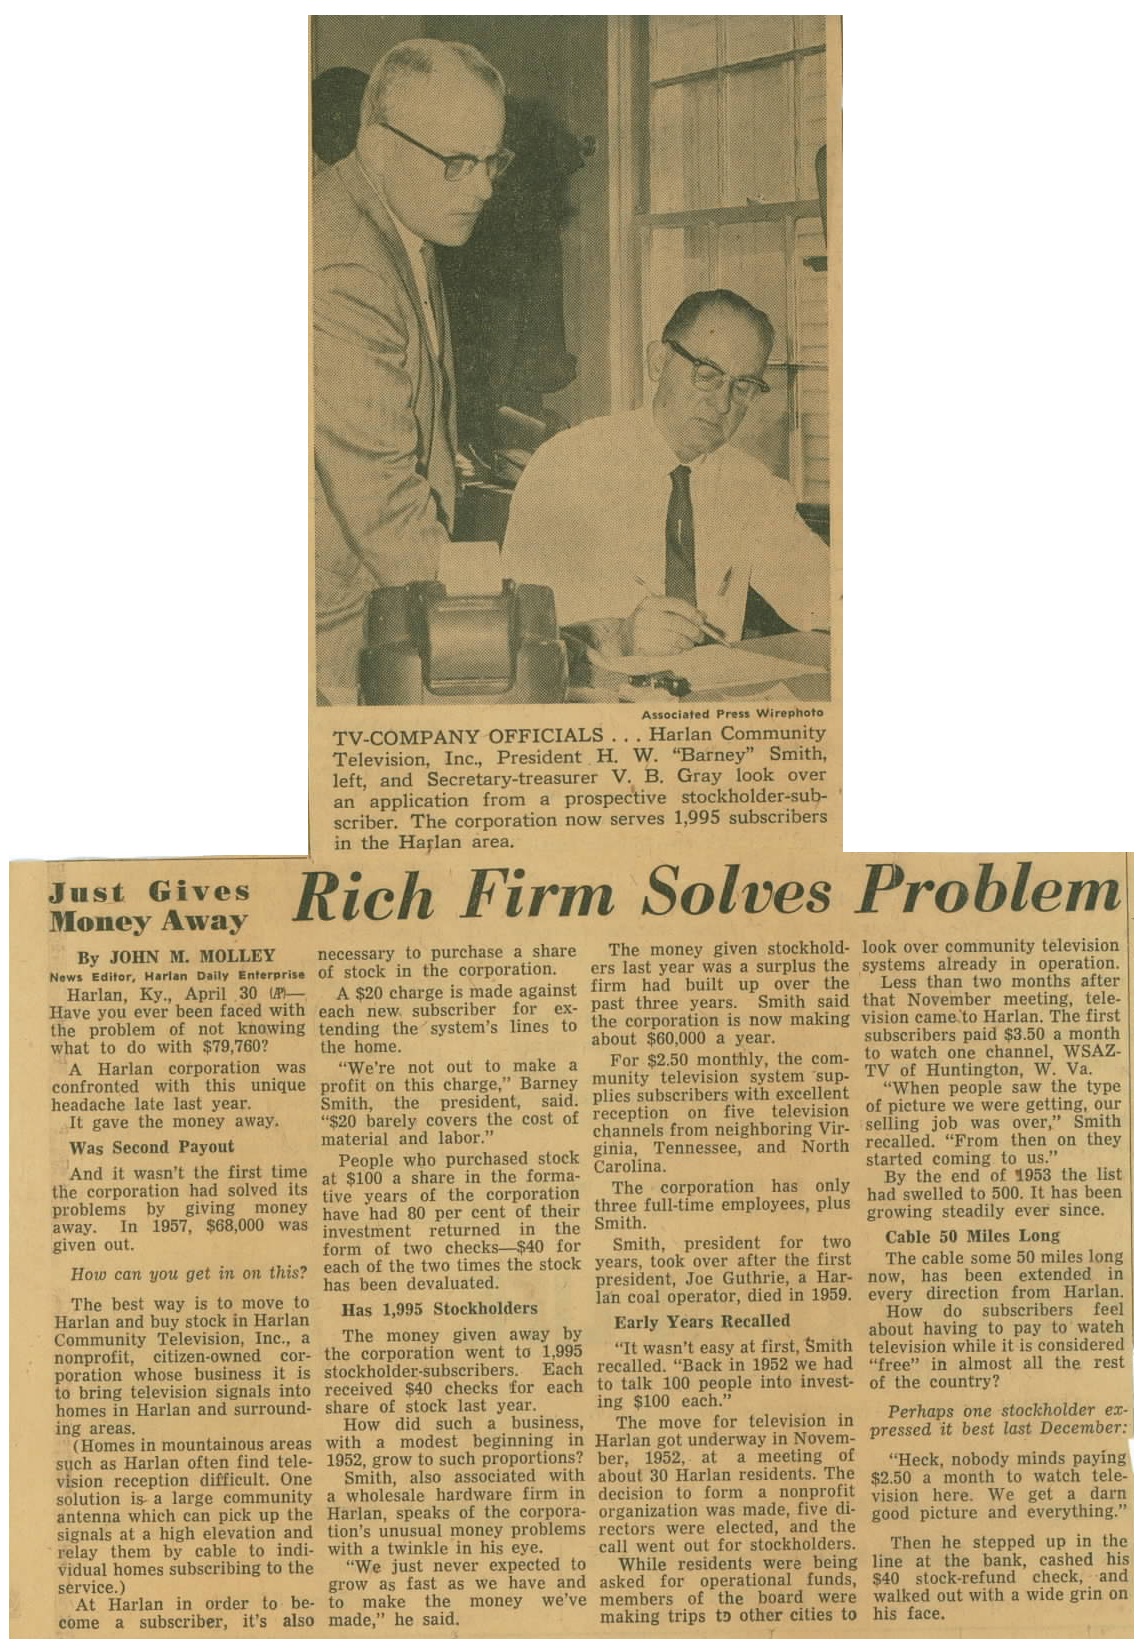 Associated Press Wirephoto
TV-COMPANY OFFICIALS . . . Harlan Community
Television, Inc., President H. W. “Barney” Smith,
left, and Secretary-treasurer V. B. Gray look over
an application from a prospective stockholder-sub-
scriber. The corporation now serves 1,995 subscribers
in the Harlan area.
Just Gives
Money Away
Rich Firm Solves Problem
By JOHN M. MOLLEY
News Editor, Harlan Daily Enterprise
Harlan, Ky., April 30 (AP)—
Have you ever been faced with
the problem of not knowing
what to do with $79,760?
A Harlan corporation was
confronted with this unique
headache late last year.
It gave the money away.
Was Second Payout
And it wasn't the first time
the corporation had solved its
problems by giving money
away. In 1957, $68,000 was
given out.
How can you get in on this?
The best way is to move to
Harlan and buy stock in Harlan
Community Television, Inc., a
nonprofit, citizen-owned cor-
poration whose business it is
to bring television signals into
homes in Harlan and surround-
ing areas.
(Homes in mountainous areas
such as Harlan often find tele-
vision reception difficult. One
solution is a large community
antenna which can pick up the
signals at a high elevation and
relay them by cable to indi-
vidual homes subscribing to the
service.)
At Harlan in order to be-
come a subscriber, it's also
necessary to purchase a share
of stock in the corporation.
A $20 charge is made against
each new subscriber for ex-
tending the system's lines to
the home.
“We're not out to make a
profit on this charge,” Barney
Smith, the president, said.
“$20 barely covers the cost of
material and labor.”
People who purchased stock
at $100 a share in the forma-
tive years of the corporation
have had 80 per cent of their
investment returned in the
form of two checks—$40 for
each of the two times the stock
has been devaluated.
Has 1,995 Stockholders
The money given away by
the corporation went to 1,995
stockholder-subscribers. Each
received $40 checks for each
share of stock last year.
How did such a business,
with a modest beginning in
1952, grow to such proportions?
Smith, also associated with
a wholesale hardware firm in
Harlan, speaks of the corpora-
tion's unusual money problems
with a twinkle in his eye.
“We just never expected to
grow as fast as we have and
to make the money we've
made,” he said.
The money given stockhold-
ers last year was a surplus the
firm had built up over the
past three years. Smith said
the corporation is now making
about $60,000 a year.
For $2.50 monthly, the com-
munity television system sup-
plies subscribers with excellent
reception on five television
channels from neighboring Vir-
ginia, Tennessee, and North
Carolina.
The corporation has only
three full-time employees, plus
Smith.
Smith, president for two
years, took over after the first
president, Joe Guthrie, a Har-
lan coal operator, died in 1959.
Early Years Recalled
“It wasn't easy at first, Smith
recalled. “Back in 1952 we had
to talk 100 people into invest-
ing $100 each.”
The move for television in
Harlan got underway in Novem-
ber, 1952, at a meeting of
about 30 Harlan residents. The
decision to form a nonprofit
organization was made, five di-
rectors were elected, and the
call went out for stockholders.
While residents were being
asked for operational funds,
members of the board were
making trips to other cities to
look over community television
systems already in operation.
Less than two months after
that November meeting, tele-
vision came to Harlan. The first
subscribers paid $3.50 a month
to watch one channel, WSAZ-
TV of Huntington, W. Va.
“When people saw the type
of picture we were getting, our
selling job was over,” Smith
recalled. “From then on they
started coming to us.”
By the end of 1953 the list
had swelled to 500. It has been
growing steadily ever since.
Cable 50 Miles Long
The cable some 50 miles long
now, has been extended in
every direction from Harlan.
How do subscribers feel
about having to pay to watch
television while it is considered
“free” in almost all the rest
of the country?
Perhaps one stockholder ex-
pressed it best last December:
“Heck, nobody minds paying
$2.50 a month to watch tele-
vision here. We get a darn
good picture and everything.”
Then he stepped up in the
line at the bank, cashed his
$40 stock-refund check, and
walked out with a wide grin on
his face.